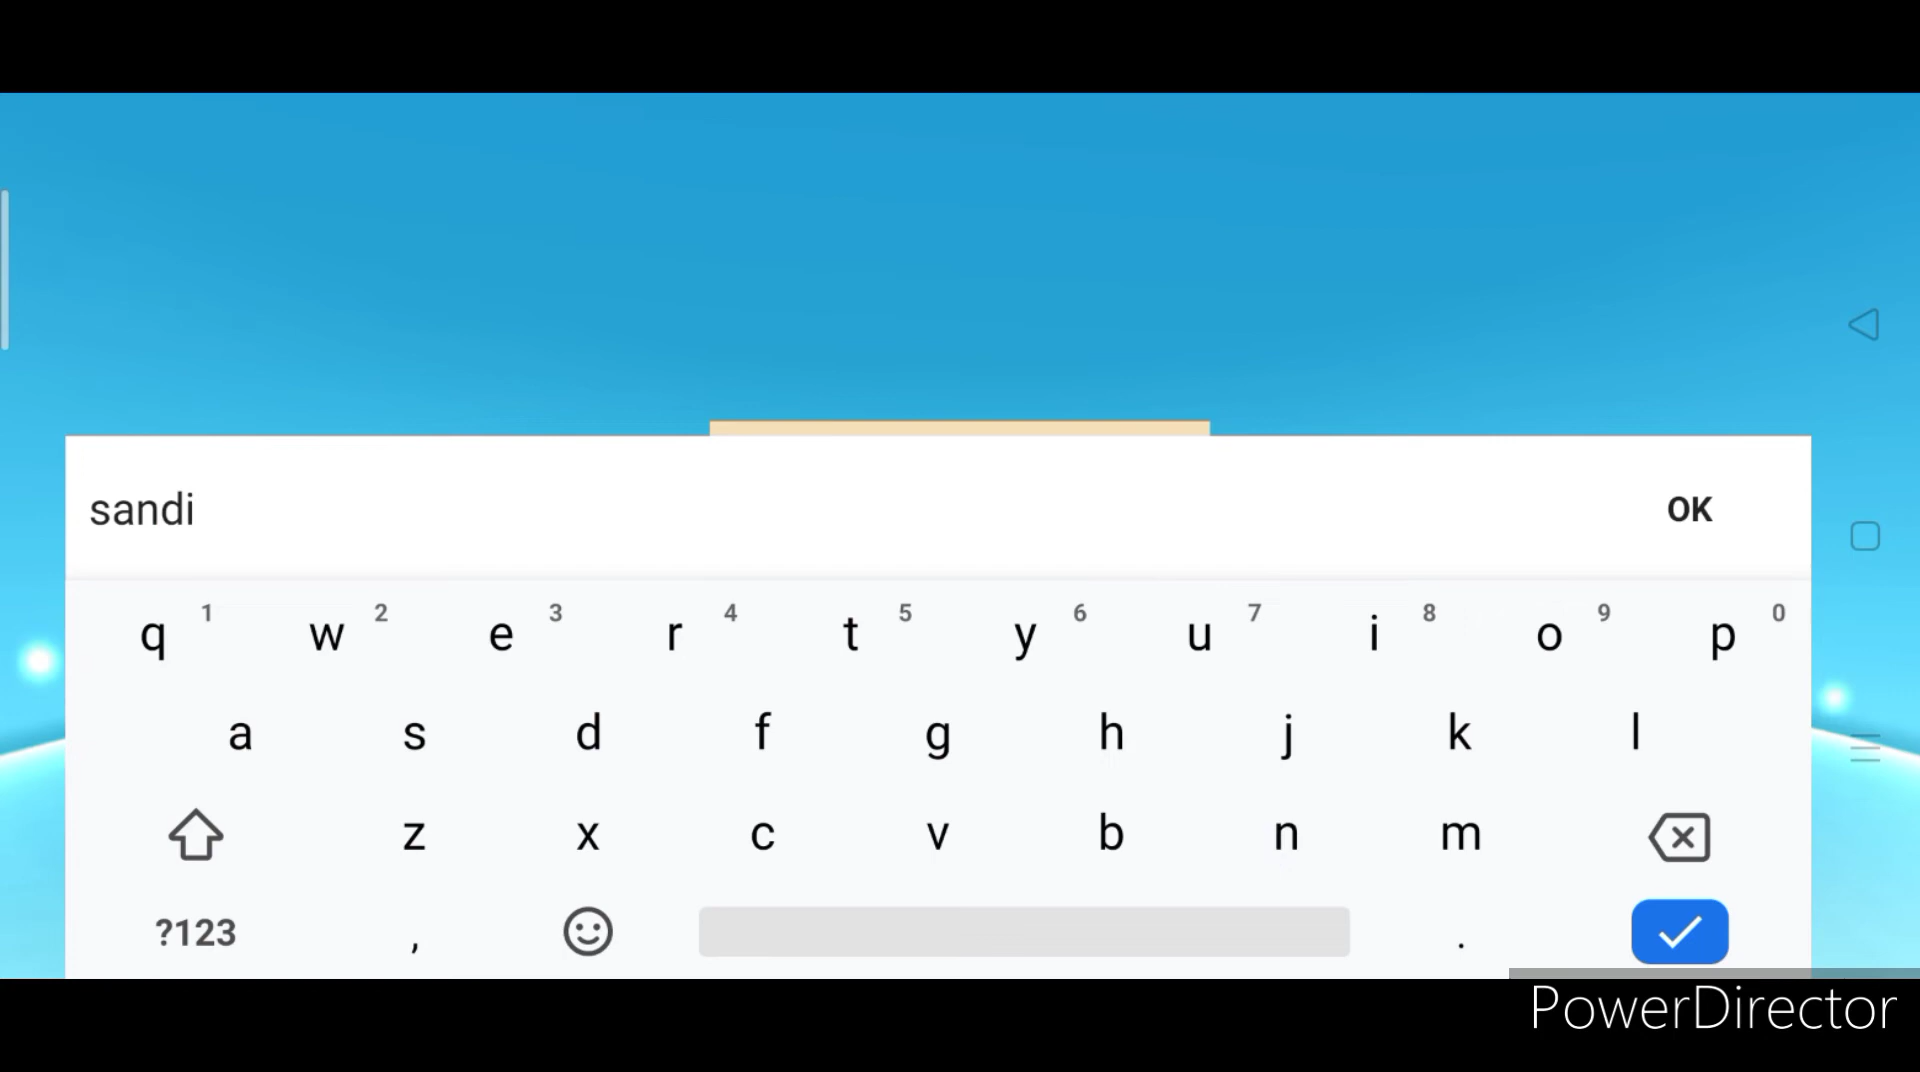 sandi
OK
q 1 w 2 e 3 r 4 t 5 y 6 u 7 i 8 o 9 p 0
a s d f g h j k l
z x c v b n m
?123 , .
PowerDirector